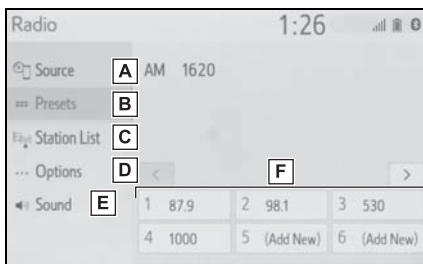 Radio 1:26
Source A AM 1620
Presets B
Station List C
... Options D < F >
Sound E
1 87.9 2 98.1 3 530
4 1000 5 (Add New) 6 (Add New)